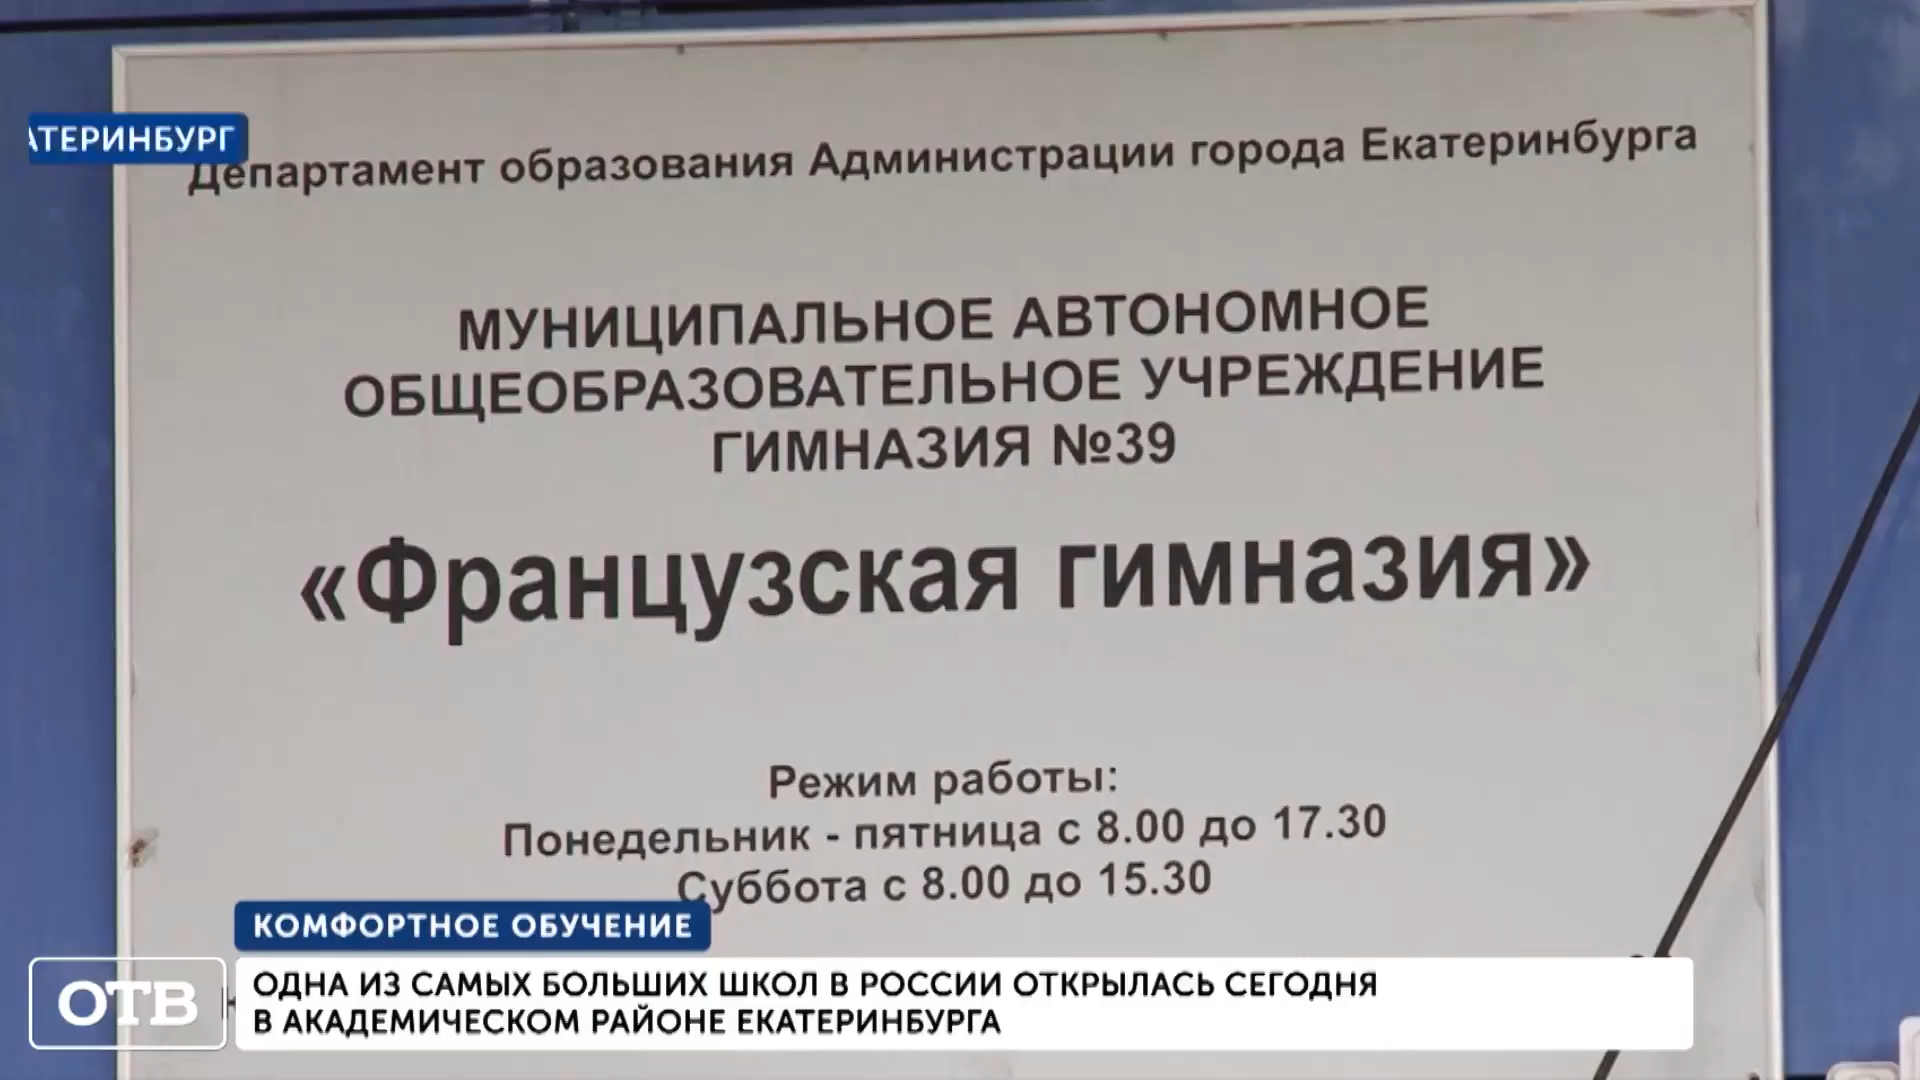 АТЕРИНБУРГ
Департамент образования Администрации города Екатеринбурга
МУНИЦИПАЛЬНОЕ АВТОНОМНОЕ
ОБЩЕОБРАЗОВАТЕЛЬНОЕ УЧРЕЖДЕНИЕ
ГИМНАЗИЯ №39
«Французская гимназия»
Режим работы:
Понедельник - пятница с 8.00 до 17.30
Суббота с 8.00 до 15.30
КОМФОРТНОЕ ОБУЧЕНИЕ
ОТВ
ОДНА ИЗ САМЫХ БОЛЬШИХ ШКОЛ В РОССИИ ОТКРЫЛАСЬ СЕГОДНЯ
В АКАДЕМИЧЕСКОМ РАЙОНЕ ЕКАТЕРИНБУРГА